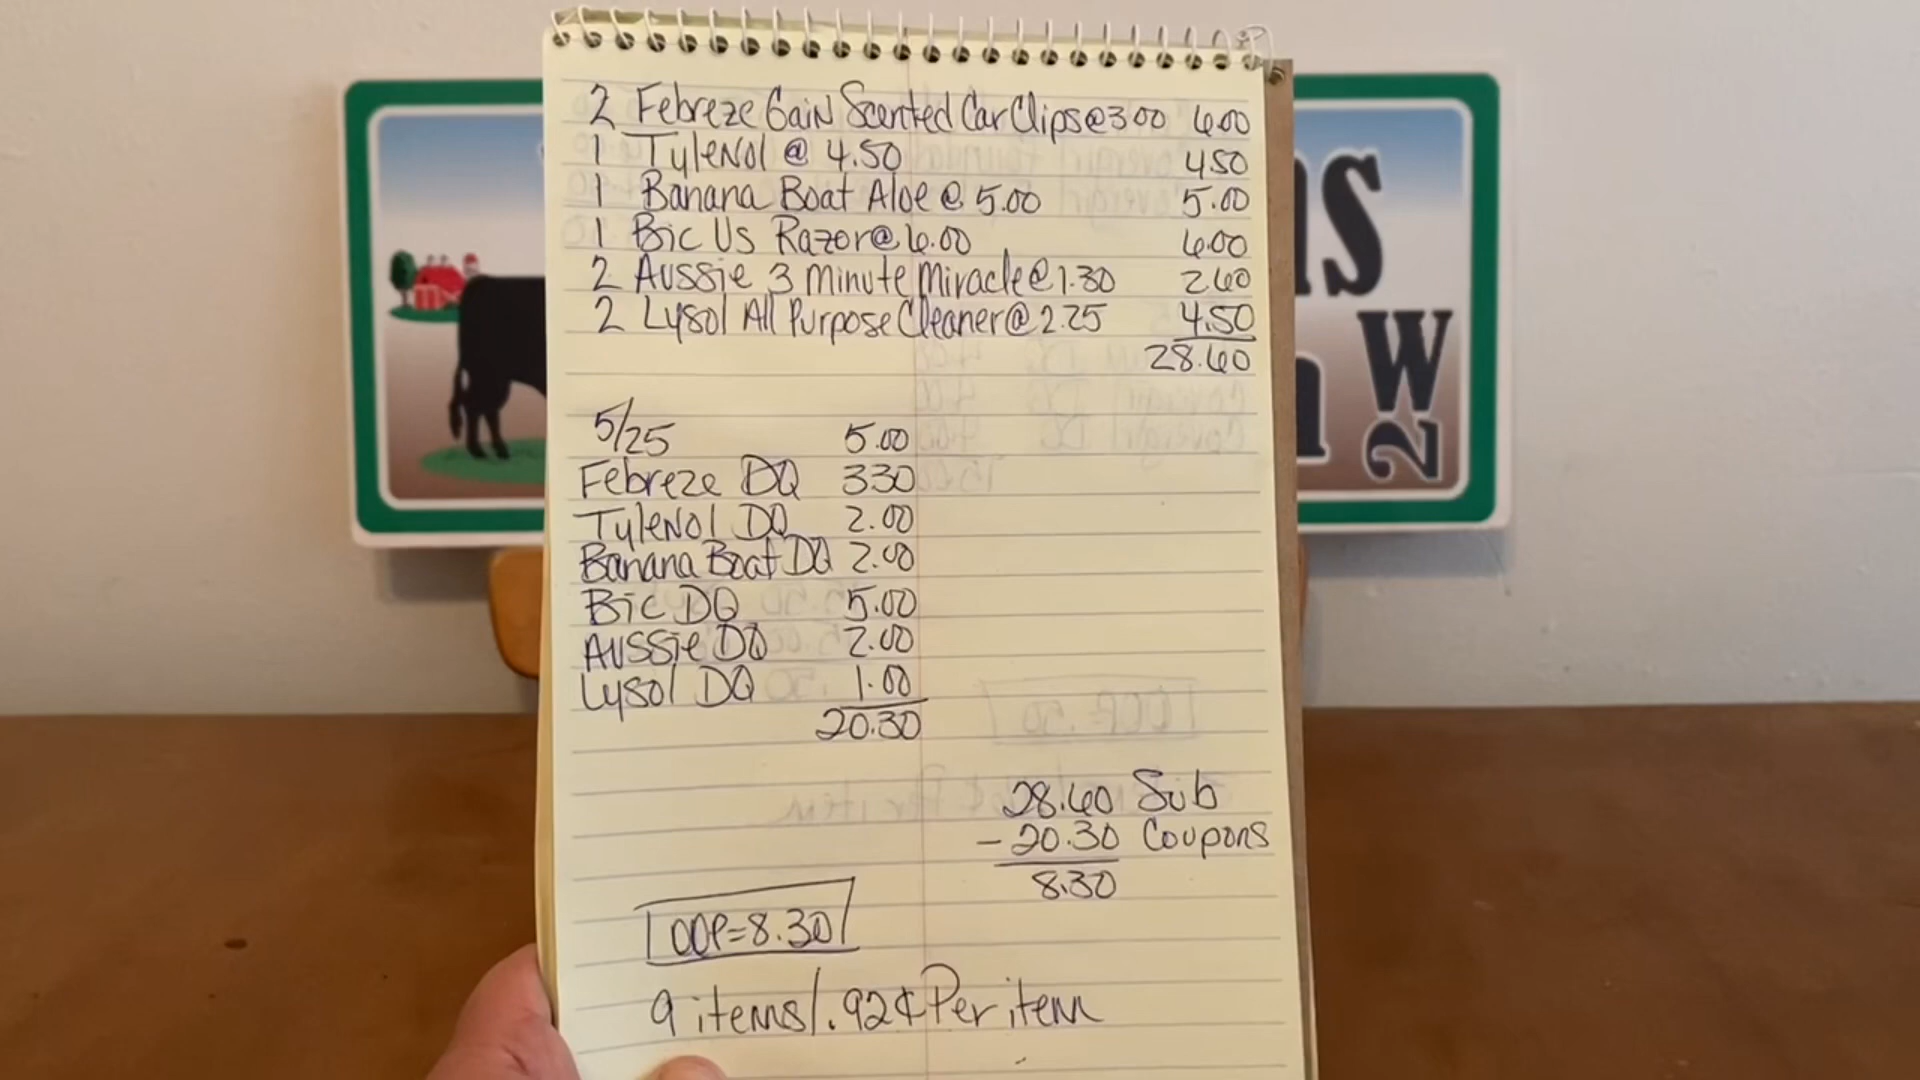 2 Febreze Gain Scented Car Clips @ 3.00 6.00
1 Tylenol @ 4.50 4.50
1 Banana Boat Aloe @ 5.00 5.00
1 Bic Us Razor @ 6.00 6.00
2 Aussie 3 Minute Miracle @ 1.30 2.60
2 Lysol All Purpose Cleaner @ 2.25 4.50
28.60
5/25 5.00
Febreze DQ 3.30
Tylenol DQ 2.00
Banana Boat DQ 2.00
Bic DQ 5.00
Aussie DQ 2.00
Lysol DQ 1.00
20.30
28.60 Sub
- 20.30 Coupons
8.30
OOP = 8.30
9 items / .92¢ Per item
W
2